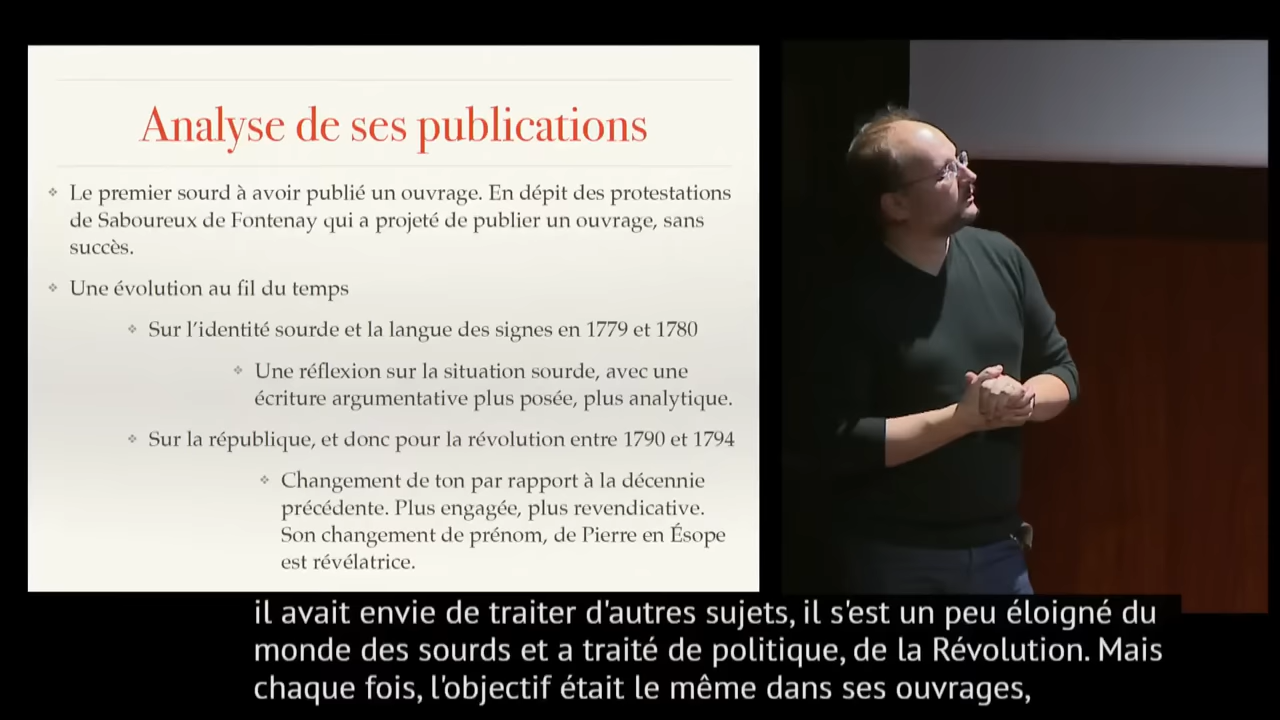 Analyse de ses publications
Le premier sourd à avoir publié un ouvrage. En dépit des protestations
de Saboureux de Fontenay qui a projeté de publier un ouvrage, sans
succès.
Une évolution au fil du temps
Sur l'identité sourde et la langue des signes en 1779 et 1780
Une réflexion sur la situation sourde, avec une
écriture argumentative plus posée, plus analytique.
Sur la république, et donc pour la révolution entre 1790 et 1794
Changement de ton par rapport à la décennie
précédente. Plus engagée, plus revendicative.
Son changement de prénom, de Pierre en Ésope
est révélatrice.
il avait envie de traiter d'autres sujets, il s'est un peu éloigné du
monde des sourds et a traité de politique, de la Révolution. Mais
chaque fois, l'objectif était le même dans ses ouvrages,